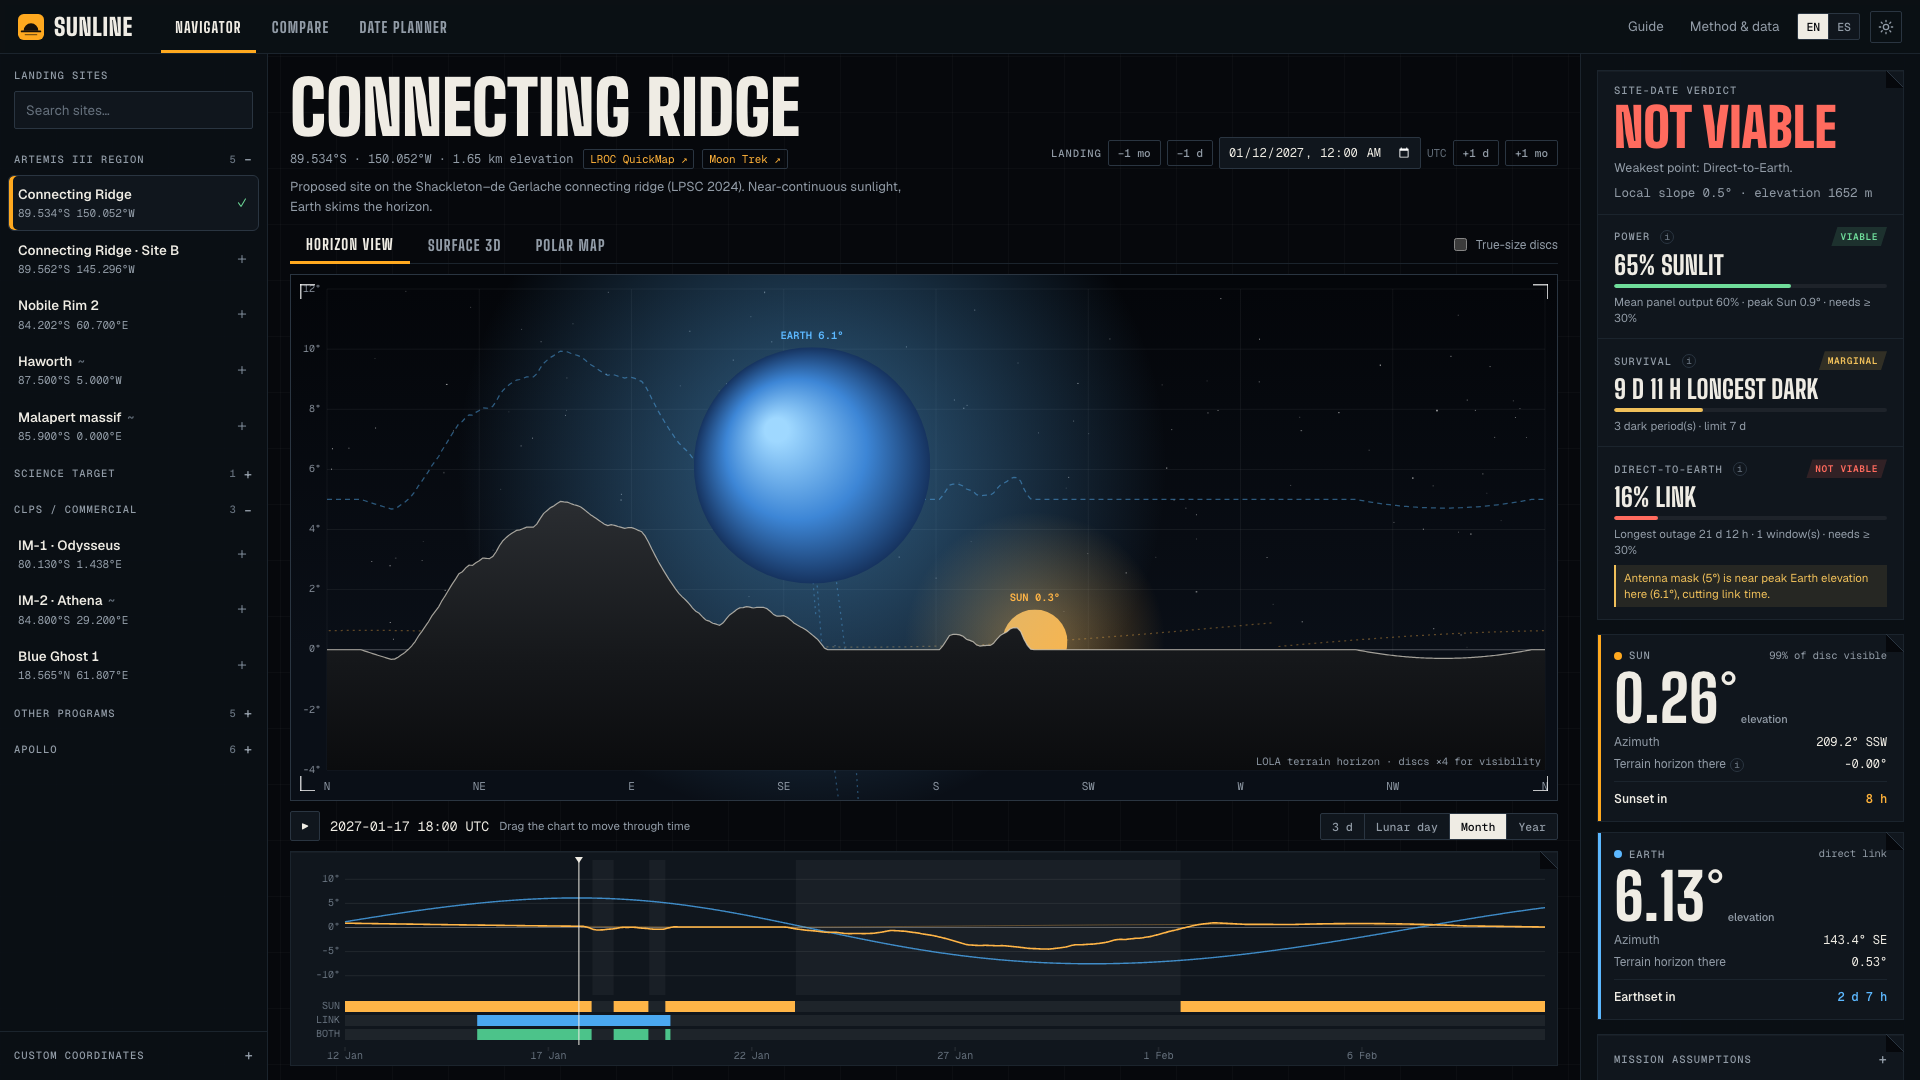 SUNLINE
NAVIGATOR
COMPARE
DATE PLANNER
Guide
Method & data
EN
ES
LANDING SITES
Search sites…
ARTEMIS III REGION 5 −
Connecting Ridge
89.534°S 150.052°W
Connecting Ridge · Site B
89.562°S 145.296°W
Nobile Rim 2
84.202°S 60.700°E
Haworth ~
87.500°S 5.000°W
Malapert massif ~
85.900°S 0.000°E
SCIENCE TARGET 1 +
CLPS / COMMERCIAL 3 −
IM-1 · Odysseus
80.130°S 1.438°E
IM-2 · Athena ~
84.800°S 29.200°E
Blue Ghost 1
18.565°N 61.807°E
OTHER PROGRAMS 5 +
APOLLO 6 +
CUSTOM COORDINATES +
CONNECTING RIDGE
89.534°S · 150.052°W · 1.65 km elevation
LROC QuickMap ↗
Moon Trek ↗
Proposed site on the Shackleton–de Gerlache connecting ridge (LPSC 2024). Near-continuous sunlight,
Earth skims the horizon.
LANDING
−1 mo
−1 d
01/12/2027, 12:00 AM
UTC
+1 d
+1 mo
HORIZON VIEW
SURFACE 3D
POLAR MAP
True-size discs
12°
10°
8°
6°
4°
2°
0°
-2°
-4°
EARTH 6.1°
SUN 0.3°
LOLA terrain horizon · discs ×4 for visibility
N NE E SE S SW W NW N
2027-01-17 18:00 UTC
Drag the chart to move through time
3 d
Lunar day
Month
Year
10°
5°
0°
-5°
-10°
SUN
LINK
BOTH
12 Jan 17 Jan 22 Jan 27 Jan 1 Feb 6 Feb
SITE-DATE VERDICT
NOT VIABLE
Weakest point: Direct-to-Earth.
Local slope 0.5° · elevation 1652 m
POWER i VIABLE
65% SUNLIT
Mean panel output 60% · peak Sun 0.9° · needs ≥
30%
SURVIVAL i MARGINAL
9 D 11 H LONGEST DARK
3 dark period(s) · limit 7 d
DIRECT-TO-EARTH i NOT VIABLE
16% LINK
Longest outage 21 d 12 h · 1 window(s) · needs ≥
30%
Antenna mask (5°) is near peak Earth elevation
here (6.1°), cutting link time.
SUN 99% of disc visible
0.26° elevation
Azimuth 209.2° SSW
Terrain horizon there i -0.00°
Sunset in 8 h
EARTH direct link
6.13° elevation
Azimuth 143.4° SE
Terrain horizon there 0.53°
Earthset in 2 d 7 h
MISSION ASSUMPTIONS +